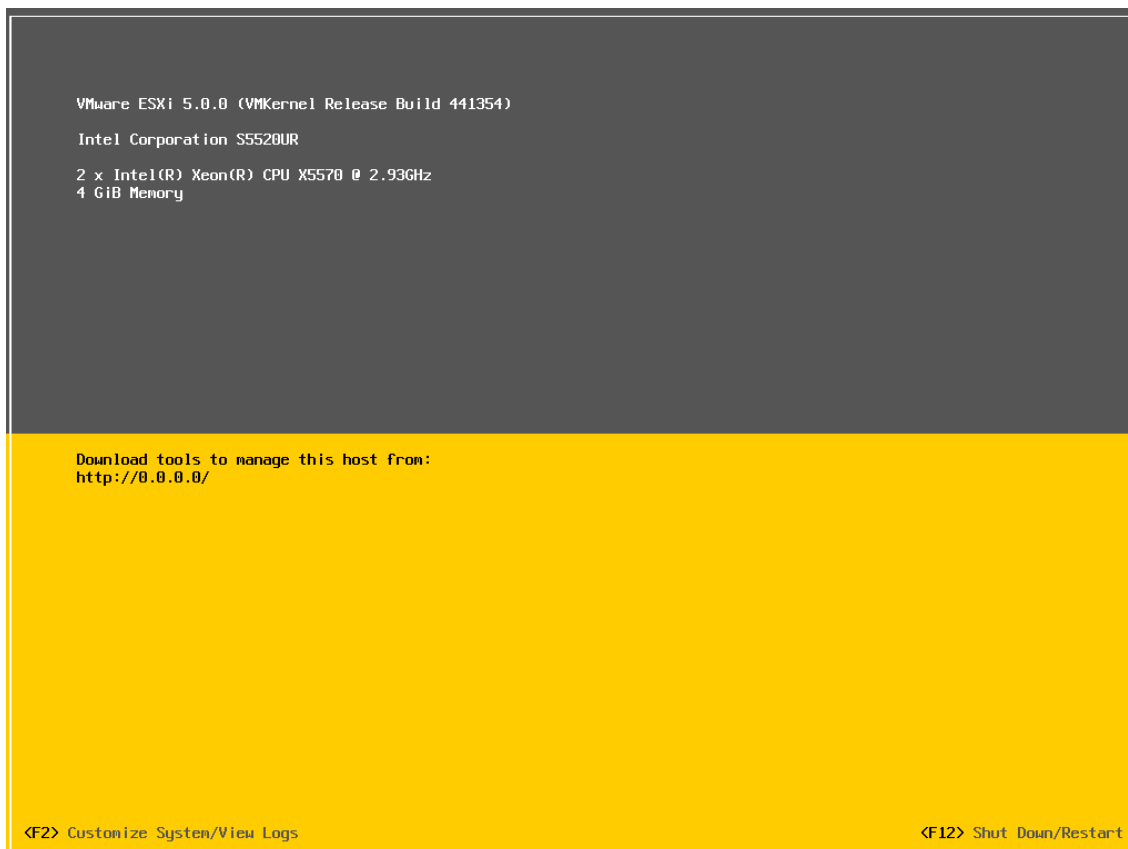 VMware ESXi 5.0.0 (VMKernel Release Build 441354)
Intel Corporation S5520UR
2 x Intel(R) Xeon(R) CPU X5570 @ 2.93GHz
4 GiB Memory
Download tools to manage this host from:
http://0.0.0.0/
<F2> Customize System/View Logs
<F12> Shut Down/Restart